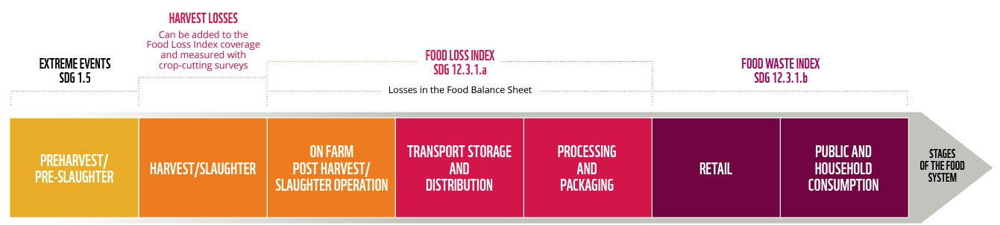 HARVEST LOSSES
Can be added to the
Food Loss Index coverage
and measured with
crop-cutting surveys
EXTREME EVENTS
SDG 1.5
FOOD LOSS INDEX
SDG 12.3.1.a
Losses in the Food Balance Sheet
FOOD WASTE INDEX
SDG 12.3.1.b
PREHARVEST/
PRE-SLAUGHTER
HARVEST/SLAUGHTER
ON FARM
POST HARVEST/
SLAUGHTER OPERATION
TRANSPORT STORAGE
AND
DISTRIBUTION
PROCESSING
AND
PACKAGING
RETAIL
PUBLIC AND
HOUSEHOLD
CONSUMPTION
STAGES
OF THE FOOD
SYSTEM